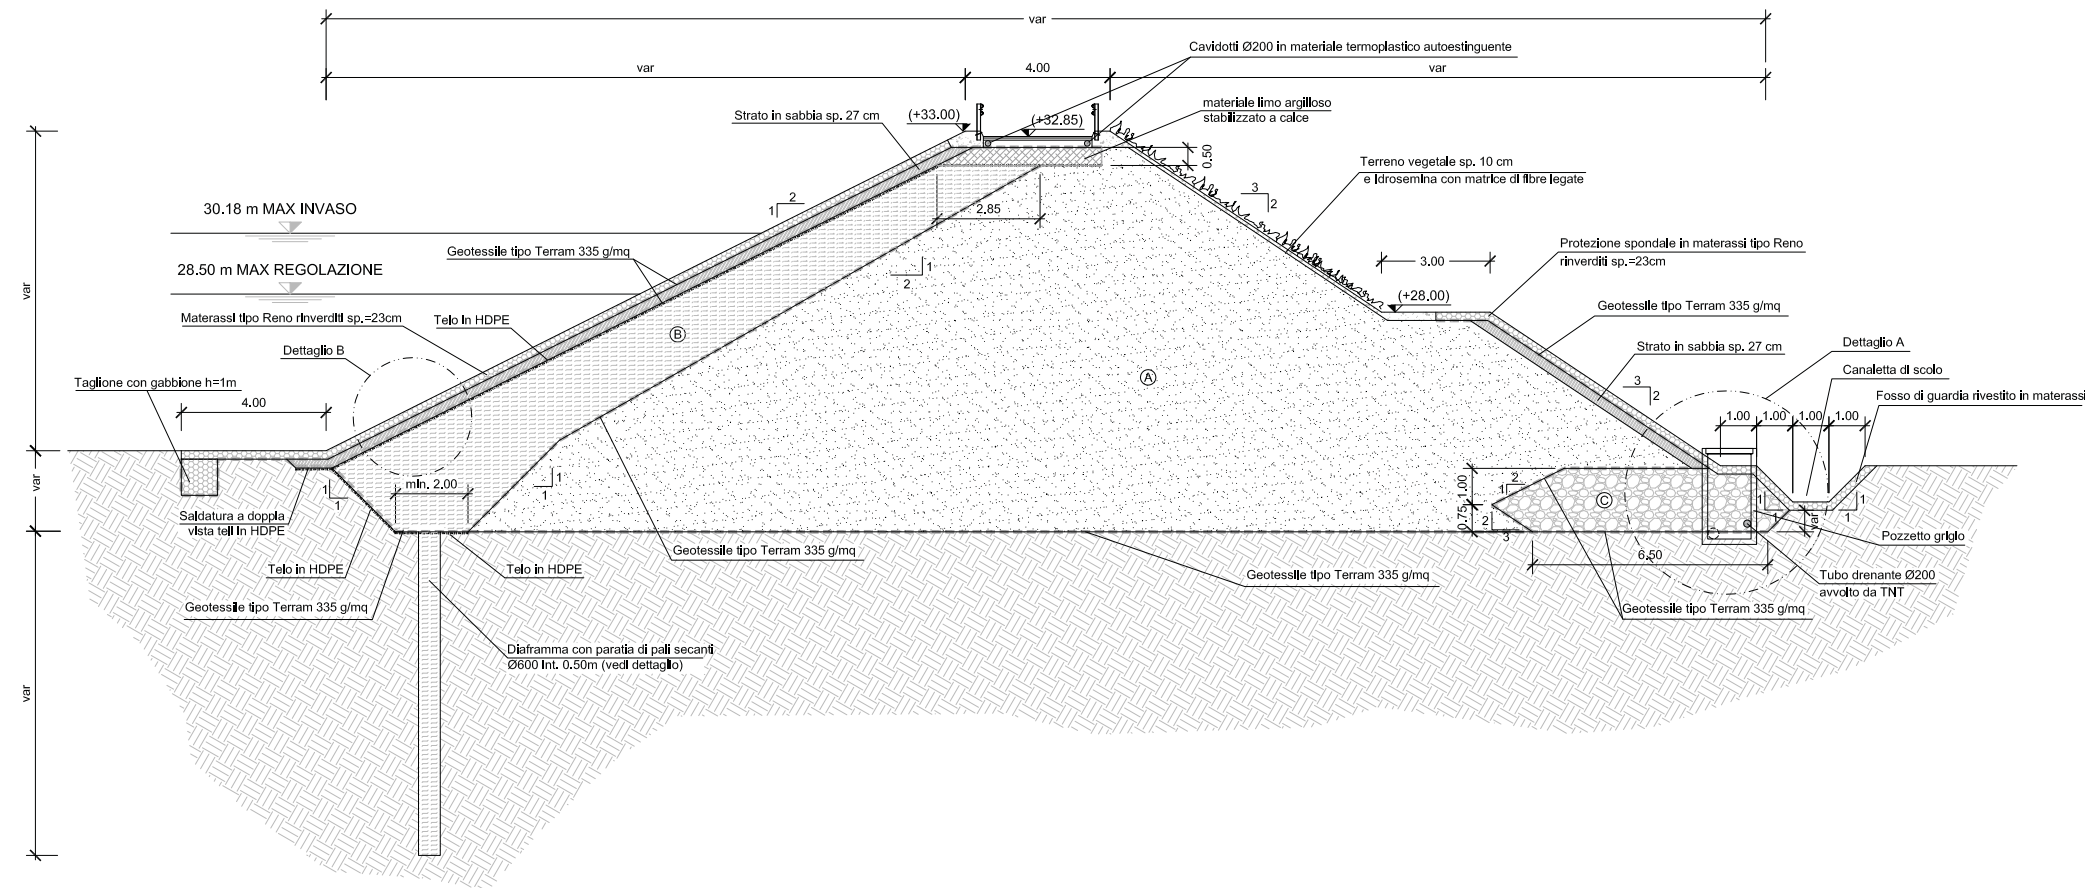 var
var
4.00
var
Cavidotti Ø200 in materiale termoplastico autoestinguente
Strato in sabbia sp. 27 cm
(+33.00)
(+32.85)
materiale limo argilloso
stabilizzato a calce
0.50
Terreno vegetale sp. 10 cm
e idrosemina con matrice di fibre legate
3
2
2
1
2.85
30.18 m MAX INVASO
Geotessile tipo Terram 335 g/mq
28.50 m MAX REGOLAZIONE
1
2
3.00
Protezione spondale in materassi tipo Reno
rinverditi sp.=23cm
(+28.00)
Geotessile tipo Terram 335 g/mq
var
Materassi tipo Reno rinverditi sp.=23cm
Telo in HDPE
B
Dettaglio B
Strato in sabbia sp. 27 cm
Dettaglio A
Taglione con gabbione h=1m
A
Canaletta di scolo
3
2
Fosso di guardia rivestito in materassi
4.00
1.00
1.00
1.00
1.00
var
min. 2.00
1
1
1
1
2
1
1.00
0.75
2
3
C
1
1
1
1
var
Saldatura a doppia
vista teli in HDPE
Pozzetto grigio
Geotessile tipo Terram 335 g/mq
6.50
Telo in HDPE
Telo in HDPE
Geotessile tipo Terram 335 g/mq
Tubo drenante Ø200
avvolto da TNT
Geotessile tipo Terram 335 g/mq
Geotessile tipo Terram 335 g/mq
Diaframma con paratia di pali secanti
Ø600 int. 0.50m (vedi dettaglio)
var